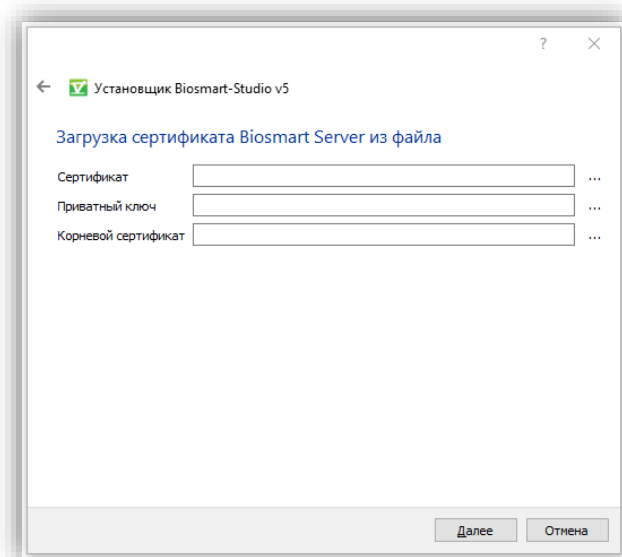 ?
Установщик Biosmart-Studio v5
Загрузка сертификата Biosmart Server из файла
Сертификат ...
Приватный ключ ...
Корневой сертификат ...
Далее Отмена